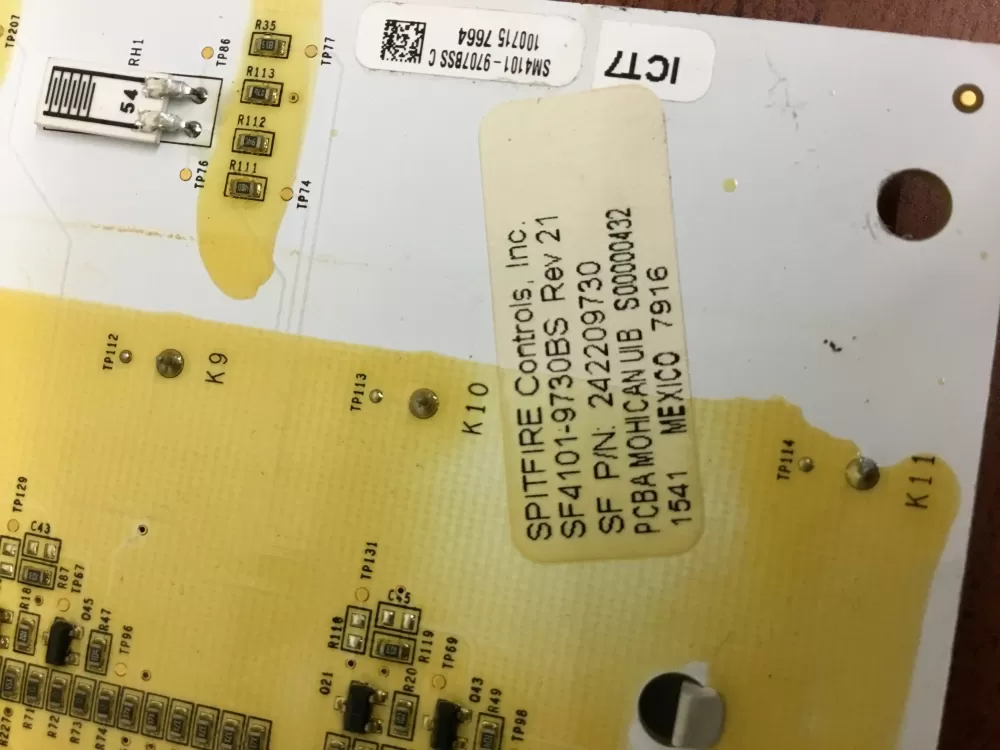 SPITFIRE Controls, Inc.
SF4101-9730BS Rev 21
SF P/N: 242209730
PCBA MOHICAN UIB S00000432
1541 MEXICO 7916
SM4101-9707BSS C
100715 7664
ICT7
TP207
RH1
54
TP86
R35
TP77
R113
R112
R111
TP76
TP74
TP112
K9
TP113
K10
TP114
K11
TP129
C43
R87
TP67
R18
Q45
R47
TP96
TP131
R118
R119
TP69
Q21
R20
Q43
R49
TP98
R227
R71
R72
R73
R74